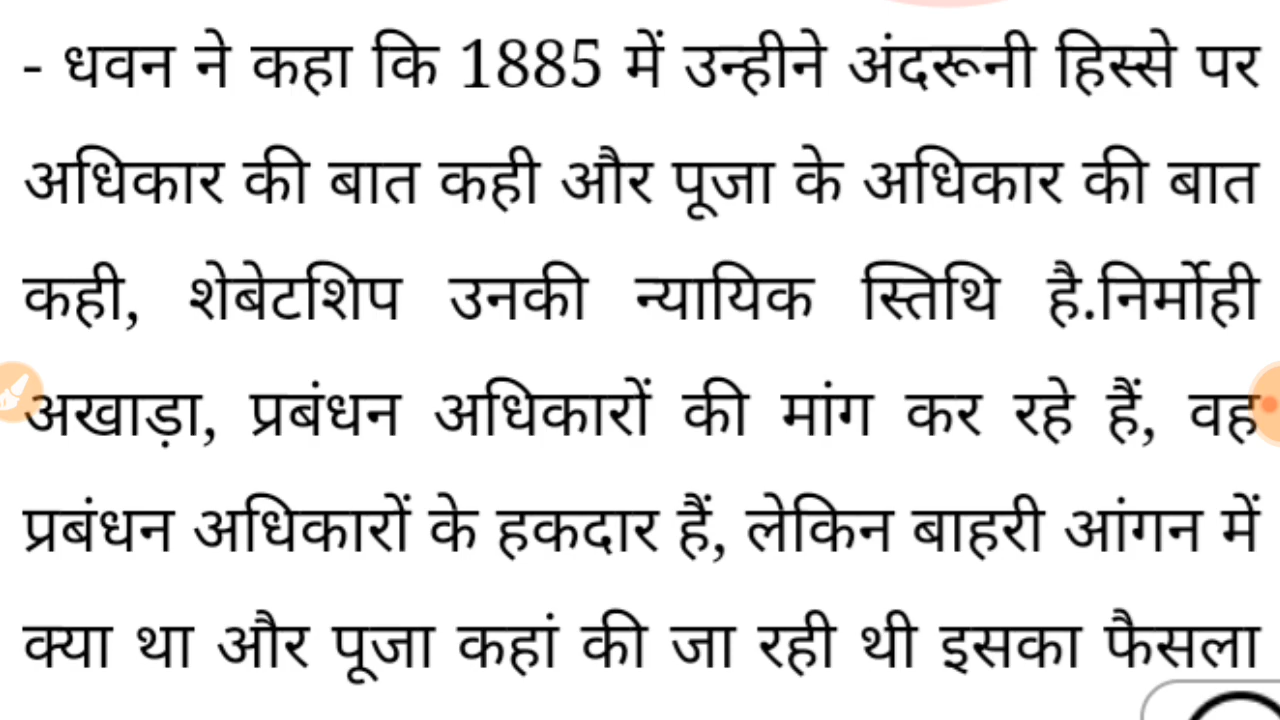 - धवन ने कहा कि 1885 में उन्हीने अंदरूनी हिस्से पर
अधिकार की बात कही और पूजा के अधिकार की बात
कही, शेबेटशिप उनकी न्यायिक स्तिथि है.निर्मोही
अखाड़ा, प्रबंधन अधिकारों की मांग कर रहे हैं, वह
प्रबंधन अधिकारों के हकदार हैं, लेकिन बाहरी आंगन में
क्या था और पूजा कहां की जा रही थी इसका फैसला